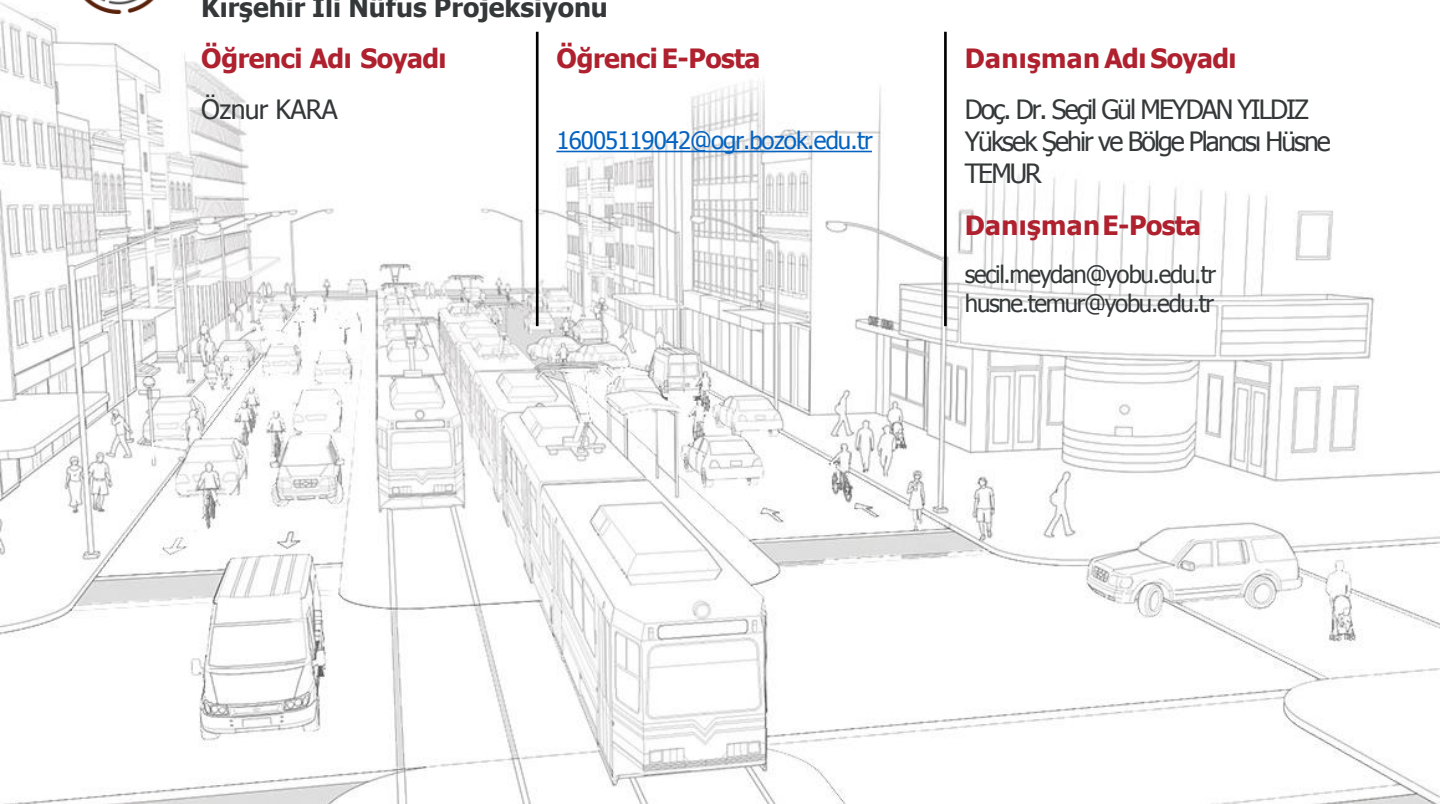 Kırşehir İli Nüfus Projeksiyonu
Öğrenci Adı Soyadı
Öznur KARA
Öğrenci E-Posta
16005119042@ogr.bozok.edu.tr
Danışman Adı Soyadı
Doç. Dr. Seçil Gül MEYDAN YILDIZ
Yüksek Şehir ve Bölge Plancısı Hüsne
TEMUR
Danışman E-Posta
secil.meydan@yobu.edu.tr
husne.temur@yobu.edu.tr